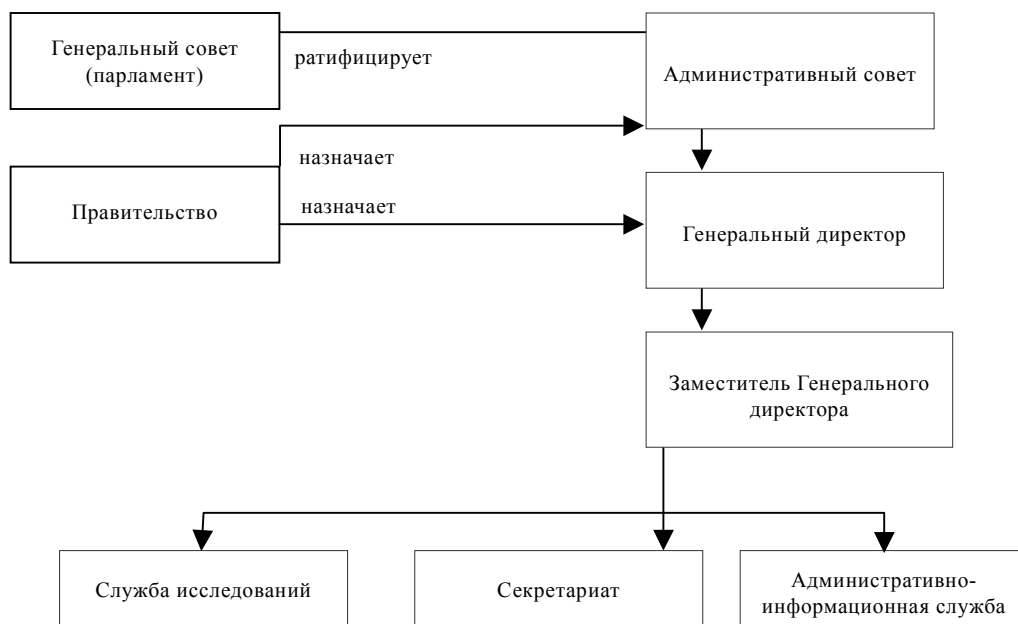 Генеральный совет
(парламент)
ратифицирует
Административный совет
назначает
Правительство
назначает
Генеральный директор
Заместитель Генерального
директора
Служба исследований
Секретариат
Административно-
информационная служба